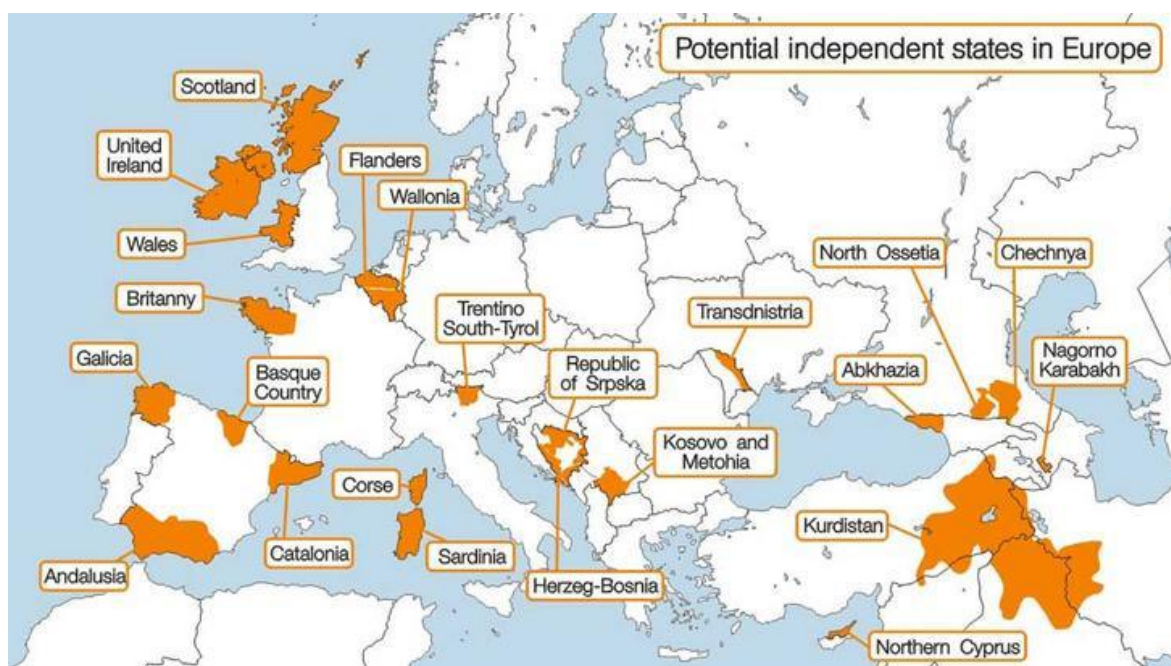 Potential independent states in Europe
Scotland
United
Ireland
Flanders
Wallonia
Wales
North Ossetia
Chechnya
Britanny
Trentino
South-Tyrol
Transdnistria
Galicia
Basque
Country
Republic
of Srpska
Abkhazia
Nagorno
Karabakh
Kosovo and
Metohia
Corse
Kurdistan
Andalusia
Catalonia
Sardinia
Herzeg-Bosnia
Northern Cyprus